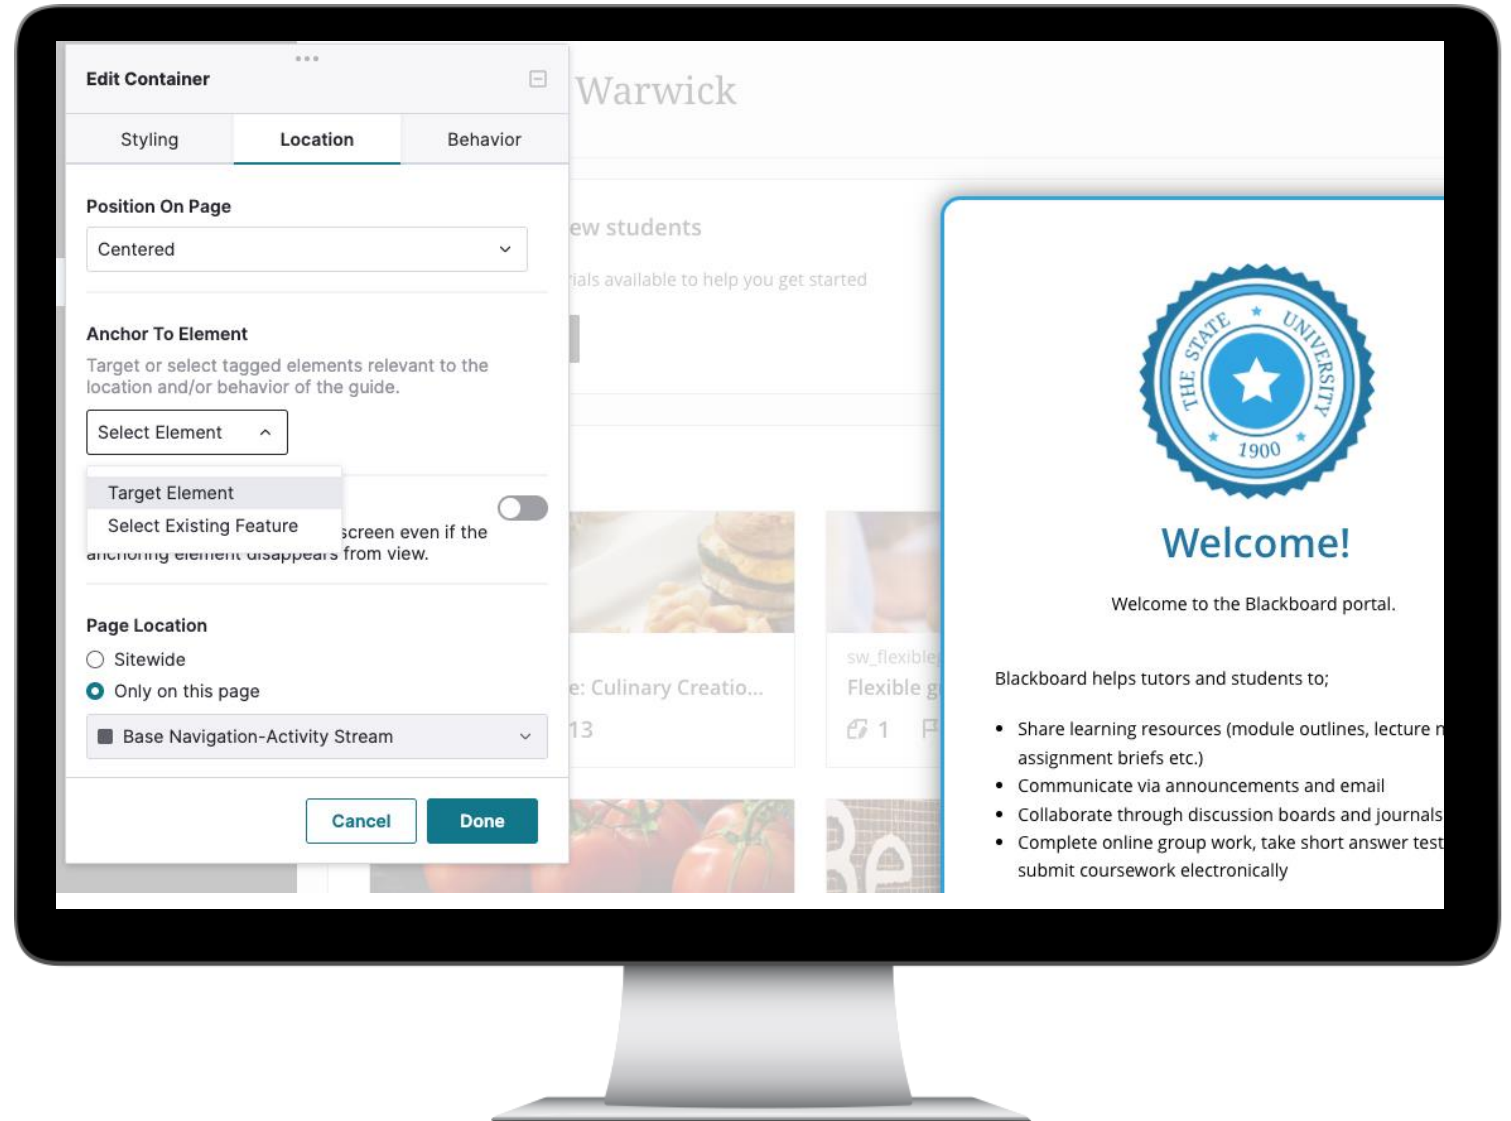 Edit Container
Styling
Location
Behavior
Position On Page
Centered
Anchor To Element
Target or select tagged elements relevant to the
location and/or behavior of the guide.
Select Element
Target Element
Select Existing Feature
screen even if the
anchoring element disappears from view.
Page Location
Sitewide
Only on this page
Base Navigation-Activity Stream
Cancel
Done
Warwick
ew students
rials available to help you get started
e: Culinary Creatio...
13
sw_flexible
Flexible g
1
Be
THE STATE UNIVERSITY
1900
Welcome!
Welcome to the Blackboard portal.
Blackboard helps tutors and students to;
• Share learning resources (module outlines, lecture n
assignment briefs etc.)
• Communicate via announcements and email
• Collaborate through discussion boards and journals
• Complete online group work, take short answer test
submit coursework electronically